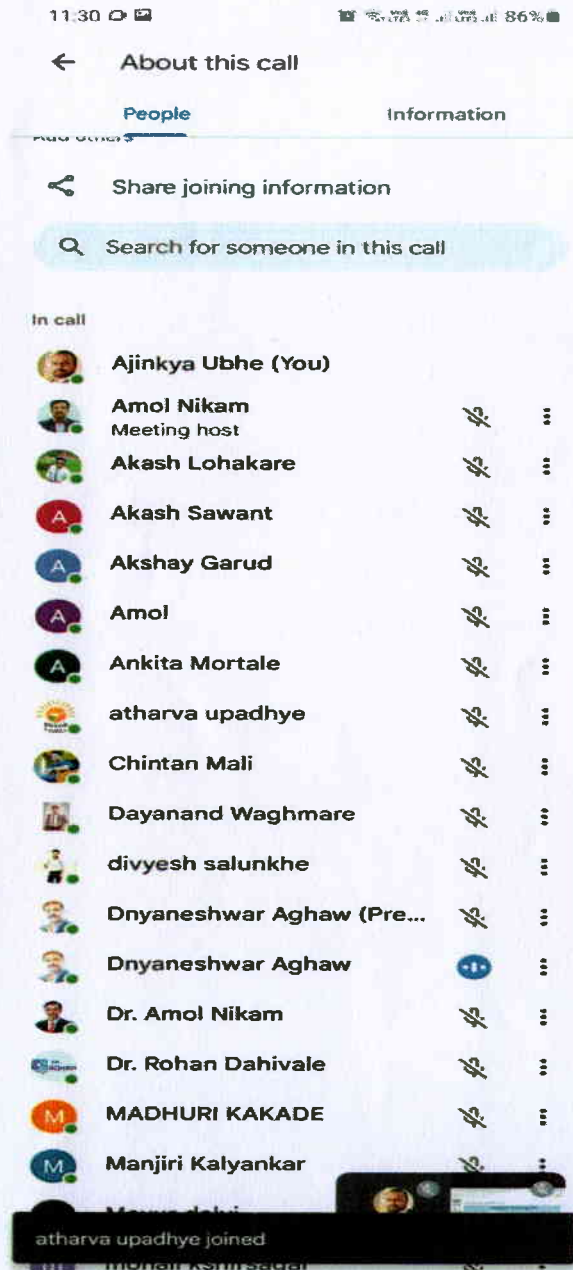 11:30
86%
About this call
People
Information
Add others
Share joining information
Search for someone in this call
In call
Ajinkya Ubhe (You)
Amol Nikam
Meeting host
Akash Lohakare
A Akash Sawant
A Akshay Garud
A Amol
A Ankita Mortale
atharva upadhye
Chintan Mali
Dayanand Waghmare
divyesh salunkhe
Dnyaneshwar Aghaw (Pre...
Dnyaneshwar Aghaw
Dr. Amol Nikam
Dr. Rohan Dahivale
M MADHURI KAKADE
M Manjiri Kalyankar
atharva upadhye joined